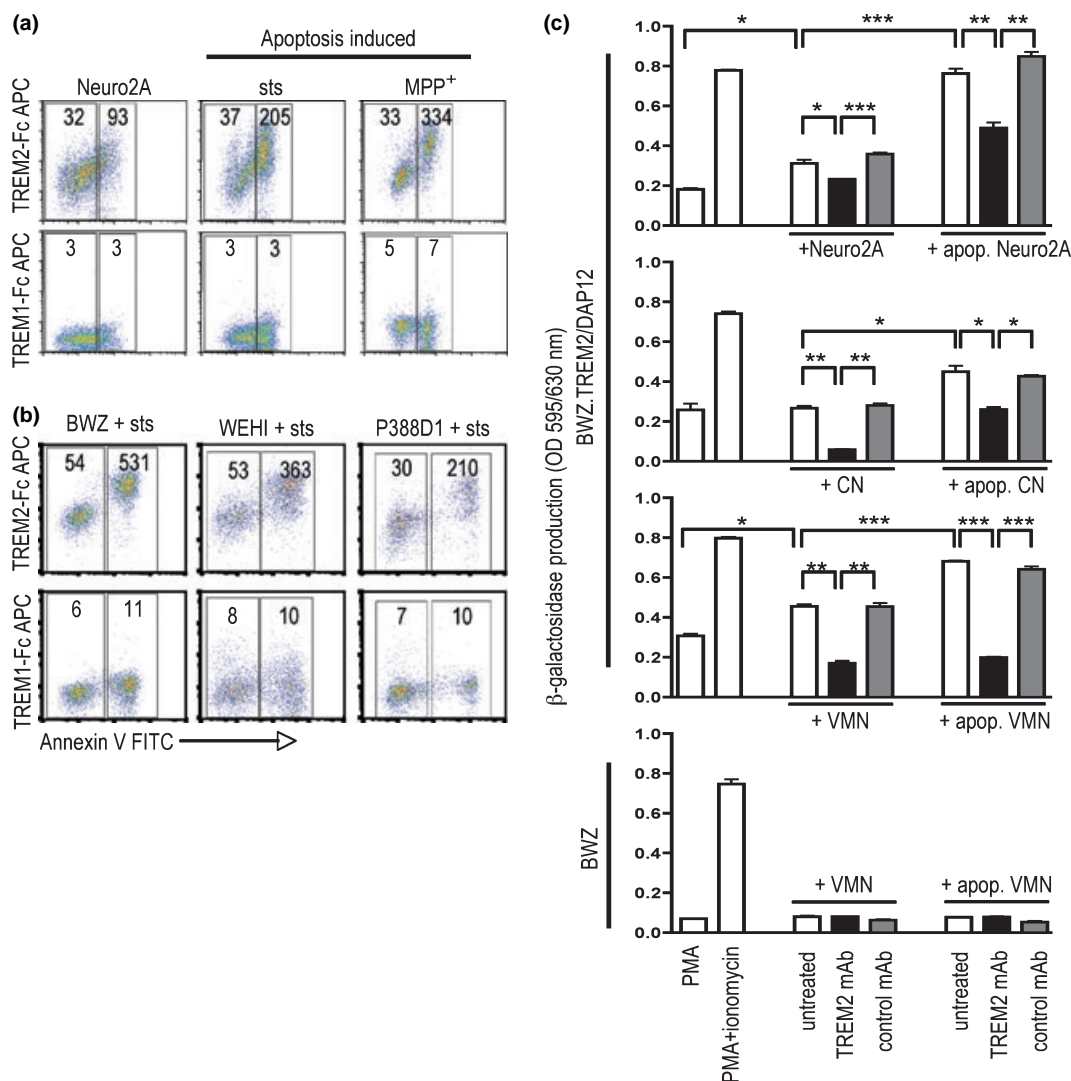 (a)
Apoptosis induced
Neuro2A
sts
MPP+
TREM2-Fc APC
32 93
37 205
33 334
TREM1-Fc APC
3 3
3 3
5 7
(b)
BWZ + sts
WEHI + sts
P388D1 + sts
TREM2-Fc APC
54 531
53 363
30 210
TREM1-Fc APC
6 11
8 10
7 10
Annexin V FITC
(c)
β-galactosidase production (OD 595/630 nm)
BWZ.TREM2/DAP12
1.0
0.8
0.6
0.4
0.2
0.0
* *** ** **
* ***
+Neuro2A
+ apop. Neuro2A
1.0
0.8
0.6
0.4
0.2
0.0
* * *
** **
+ CN
+ apop. CN
1.0
0.8
0.6
0.4
0.2
0.0
* *** *** ***
** **
+ VMN
+ apop. VMN
BWZ
1.0
0.8
0.6
0.4
0.2
0.0
+ VMN
+ apop. VMN
PMA
PMA+ionomycin
untreated
TREM2 mAb
control mAb
untreated
TREM2 mAb
control mAb